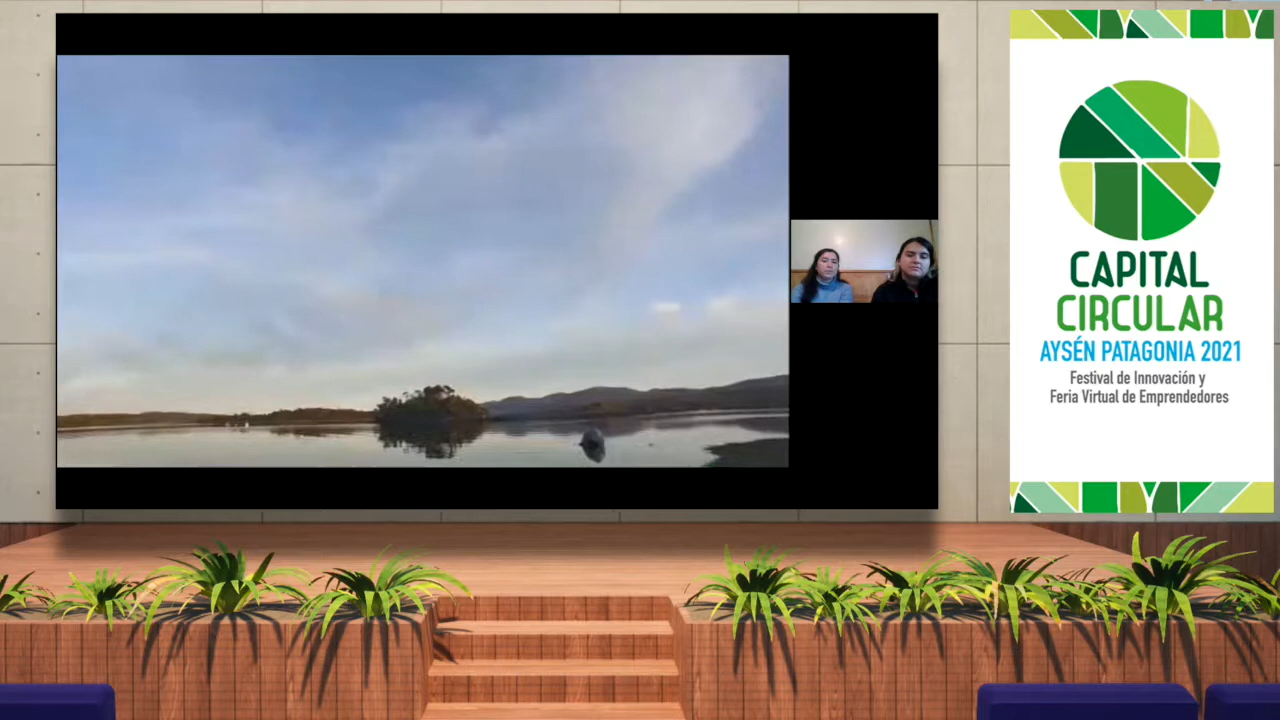 CAPITAL
CIRCULAR
AYSÉN PATAGONIA 2021
Festival de Innovación y
Feria Virtual de Emprendedores